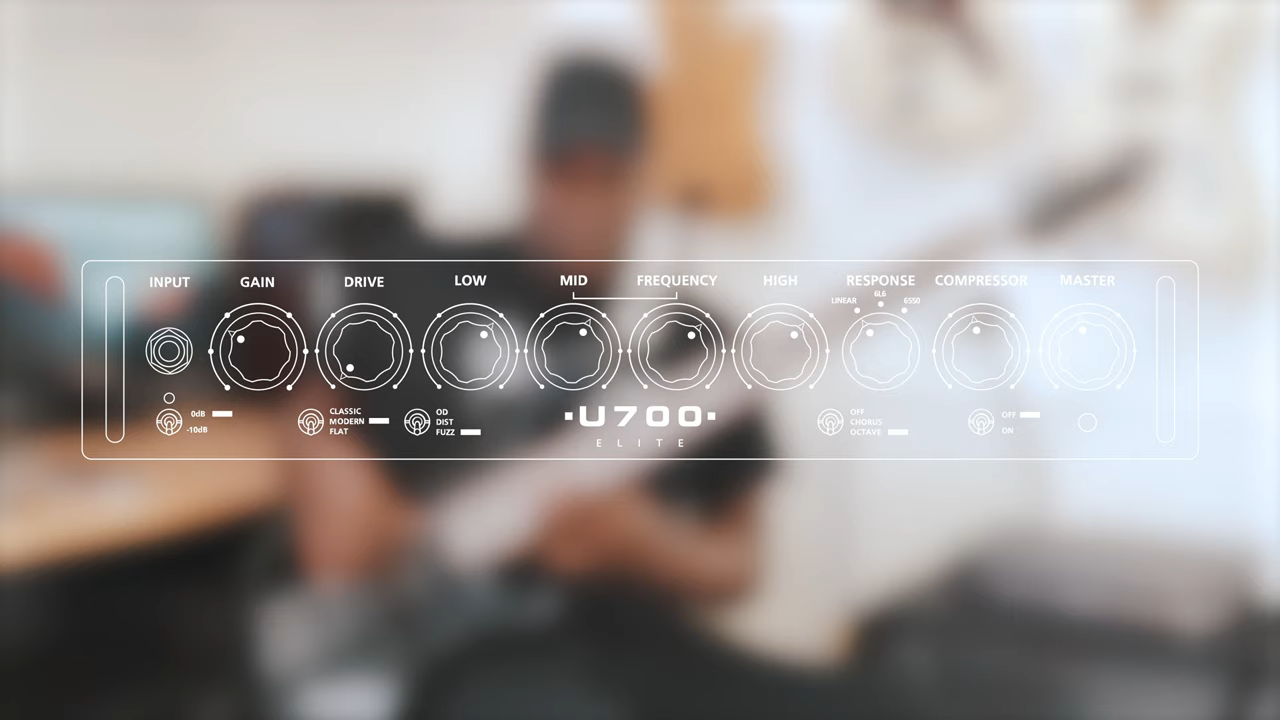 INPUT
GAIN
DRIVE
LOW
MID
FREQUENCY
HIGH
RESPONSE
COMPRESSOR
MASTER
LINEAR
6L6
6550
0dB
-10dB
CLASSIC
MODERN
FLAT
OD
DIST
FUZZ
U700
ELITE
OFF
CHORUS
OCTAVE
OFF
ON